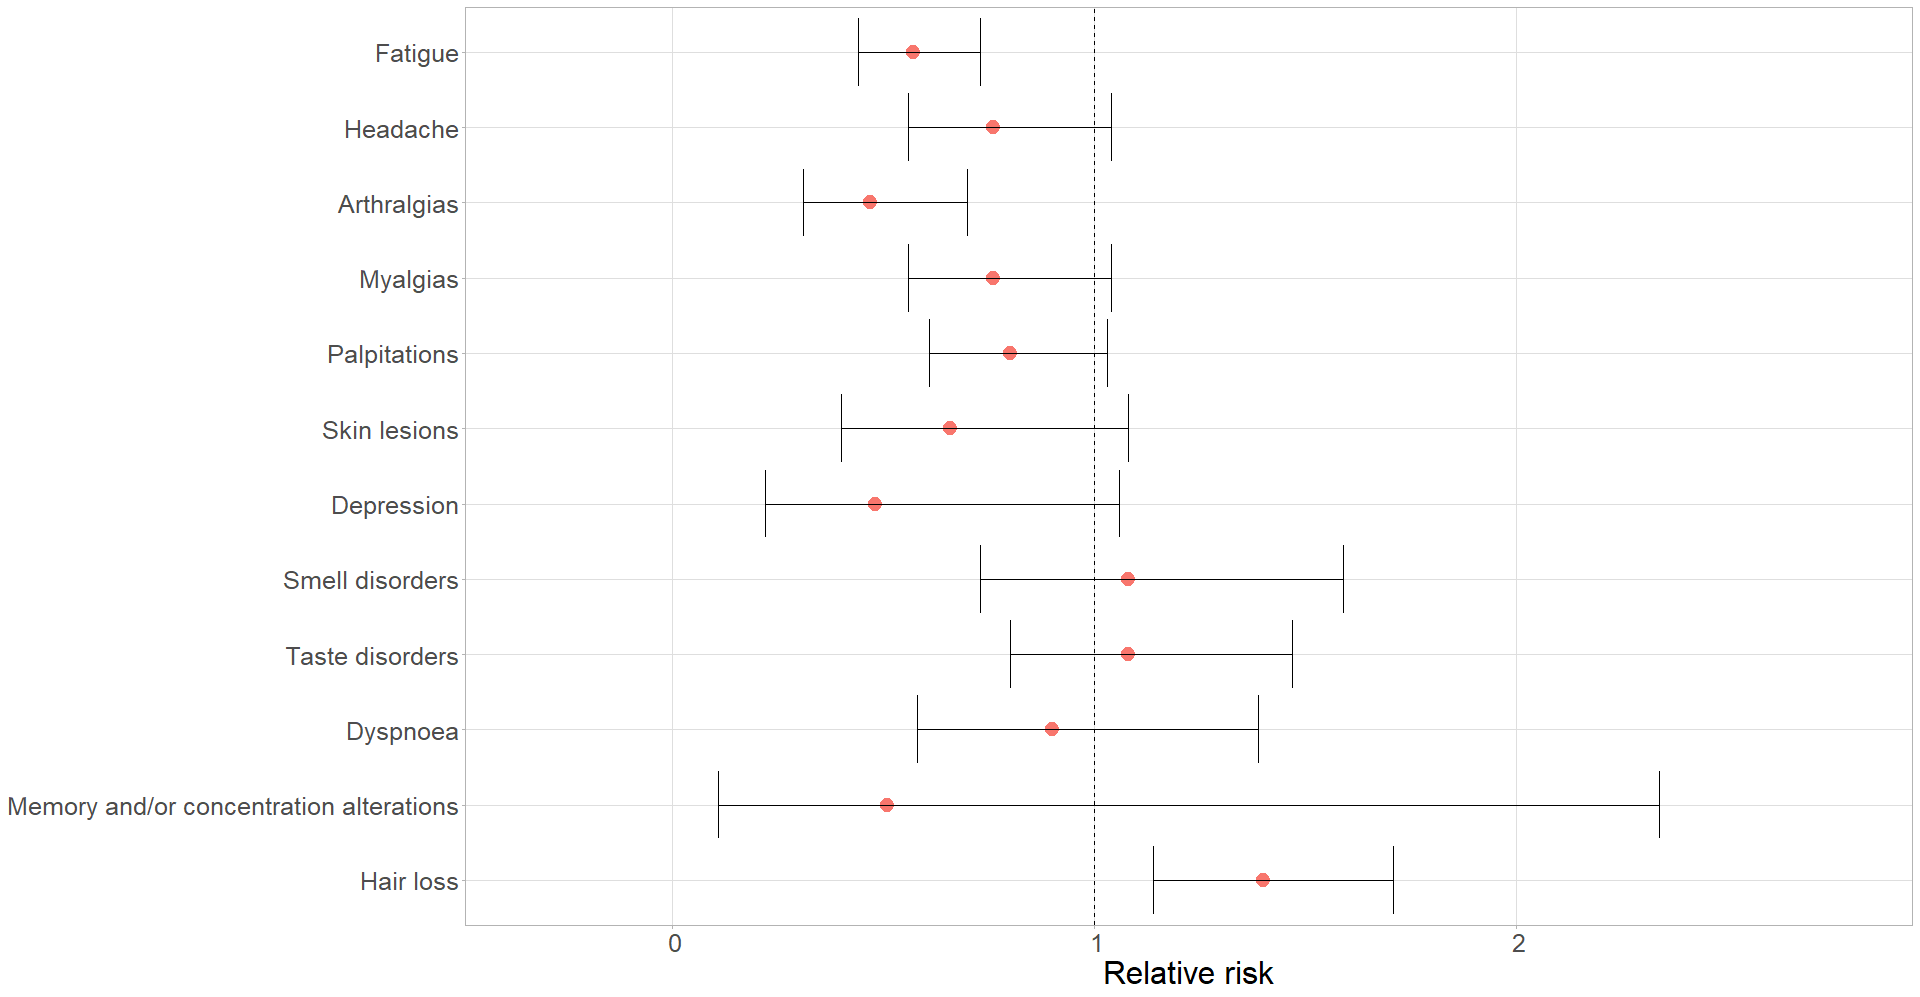 Fatigue
Headache
Arthralgias
Myalgias
Palpitations
Skin lesions
Depression
Smell disorders
Taste disorders
Dyspnoea
Memory and/or concentration alterations
Hair loss
0 1 2
Relative risk